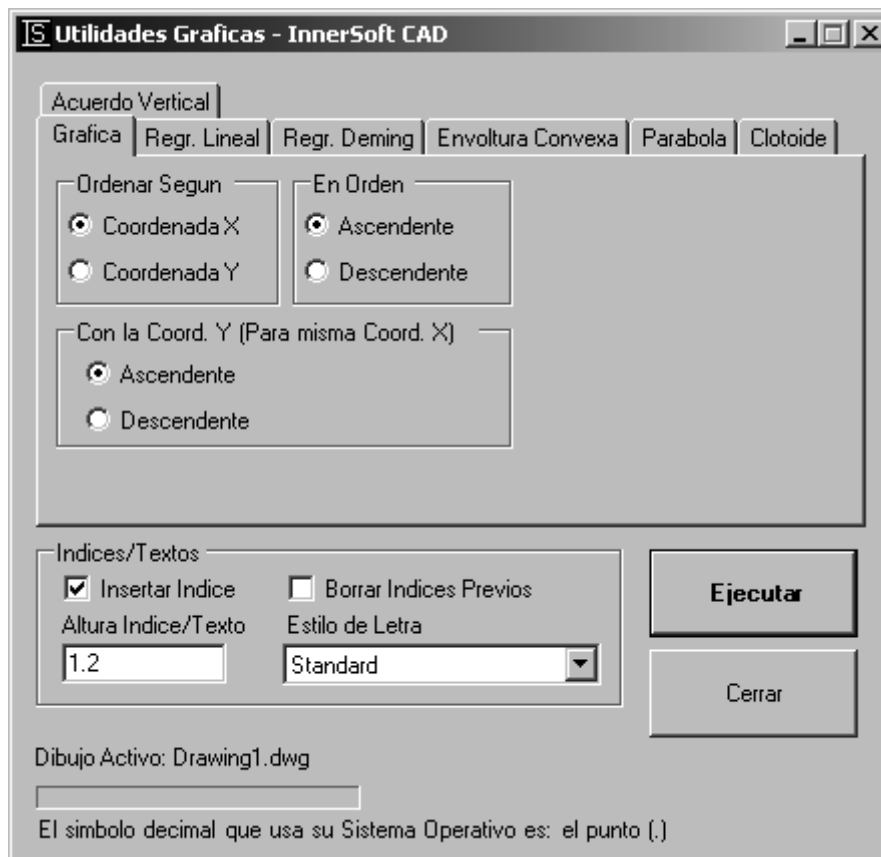 IS Utilidades Graficas - InnerSoft CAD
Acuerdo Vertical
Grafica Regr. Lineal Regr. Deming Envoltura Convexa Parabola Clotoide
Ordenar Segun En Orden
Coordenada X Ascendente
Coordenada Y Descendente
Con la Coord. Y (Para misma Coord. X)
Ascendente
Descendente
Indices/Textos
Insertar Indice Borrar Indices Previos Ejecutar
Altura Indice/Texto Estilo de Letra
1.2 Standard
Cerrar
Dibujo Activo: Drawing1.dwg
El simbolo decimal que usa su Sistema Operativo es: el punto (.)